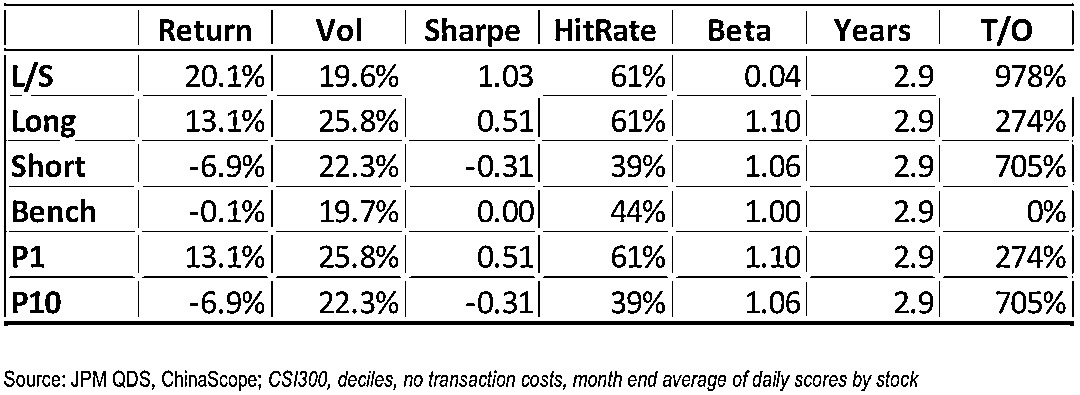 Return Vol Sharpe HitRate Beta Years T/O
L/S 20.1% 19.6% 1.03 61% 0.04 2.9 978%
Long 13.1% 25.8% 0.51 61% 1.10 2.9 274%
Short -6.9% 22.3% -0.31 39% 1.06 2.9 705%
Bench -0.1% 19.7% 0.00 44% 1.00 2.9 0%
P1 13.1% 25.8% 0.51 61% 1.10 2.9 274%
P10 -6.9% 22.3% -0.31 39% 1.06 2.9 705%
Source: JPM QDS, ChinaScope; CSI300, deciles, no transaction costs, month end average of daily scores by stock